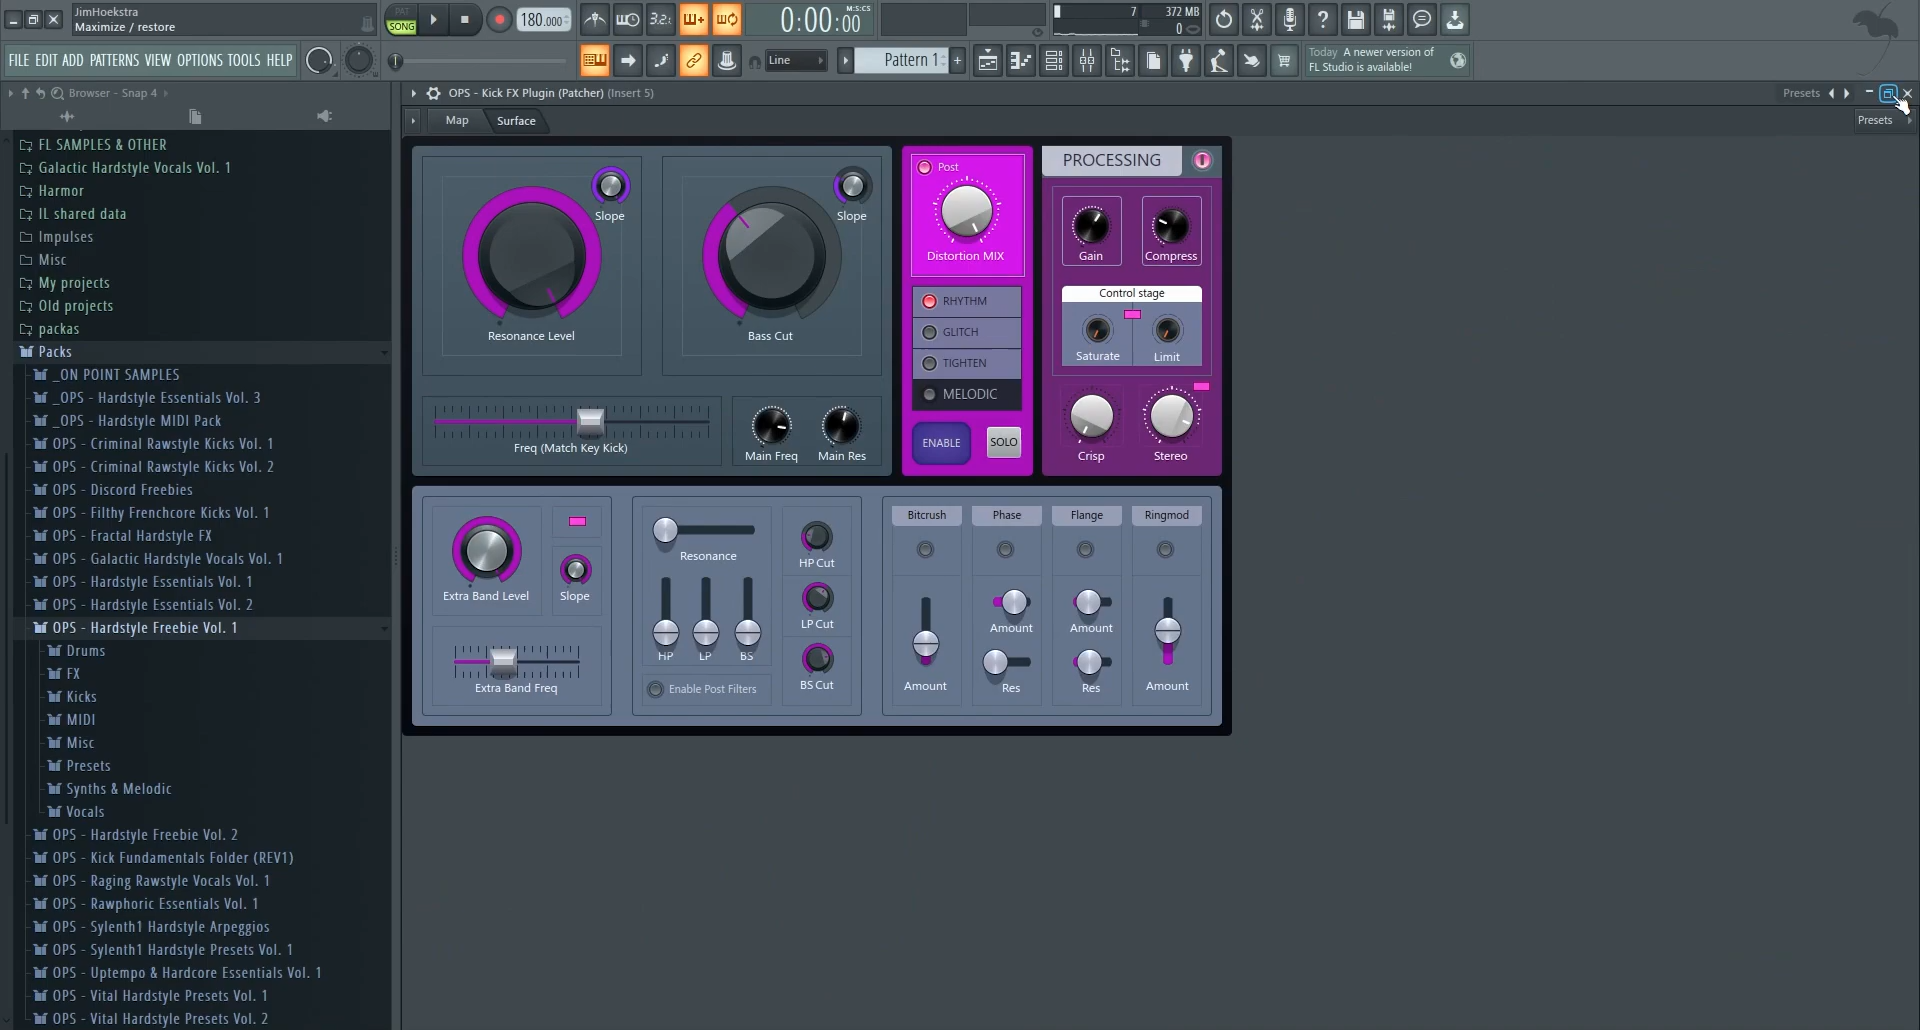 JimHoekstra
Maximize / restore
PAT
SONG
180.000
3.2:
0:00:00
M:S:CS
7
372 MB
0
FILE EDIT ADD PATTERNS VIEW OPTIONS TOOLS HELP
Line
Pattern 1
+
Today A newer version of
FL Studio is available!
Browser - Snap 4
OPS - Kick FX Plugin (Patcher) (Insert 5)
Presets
Map
Surface
Presets
FL SAMPLES & OTHER
Galactic Hardstyle Vocals Vol. 1
Harmor
IL shared data
Impulses
Misc
My projects
Old projects
packas
Packs
_ON POINT SAMPLES
_OPS - Hardstyle Essentials Vol. 3
_OPS - Hardstyle MIDI Pack
OPS - Criminal Rawstyle Kicks Vol. 1
OPS - Criminal Rawstyle Kicks Vol. 2
OPS - Discord Freebies
OPS - Filthy Frenchcore Kicks Vol. 1
OPS - Fractal Hardstyle FX
OPS - Galactic Hardstyle Vocals Vol. 1
OPS - Hardstyle Essentials Vol. 1
OPS - Hardstyle Essentials Vol. 2
OPS - Hardstyle Freebie Vol. 1
Drums
FX
Kicks
MIDI
Misc
Presets
Synths & Melodic
Vocals
OPS - Hardstyle Freebie Vol. 2
OPS - Kick Fundamentals Folder (REV1)
OPS - Raging Rawstyle Vocals Vol. 1
OPS - Rawphoric Essentials Vol. 1
OPS - Sylenth1 Hardstyle Arpeggios
OPS - Sylenth1 Hardstyle Presets Vol. 1
OPS - Uptempo & Hardcore Essentials Vol. 1
OPS - Vital Hardstyle Presets Vol. 1
OPS - Vital Hardstyle Presets Vol. 2
Slope
Resonance Level
Slope
Bass Cut
Freq (Match Key Kick)
Main Freq
Main Res
Post
Distortion MIX
RHYTHM
GLITCH
TIGHTEN
MELODIC
ENABLE
SOLO
PROCESSING
Gain
Compress
Control stage
Saturate
Limit
Crisp
Stereo
Extra Band Level
Slope
Extra Band Freq
Resonance
HP
LP
BS
Enable Post Filters
HP Cut
LP Cut
BS Cut
Bitcrush
Phase
Flange
Ringmod
Amount
Amount
Res
Amount
Res
Amount